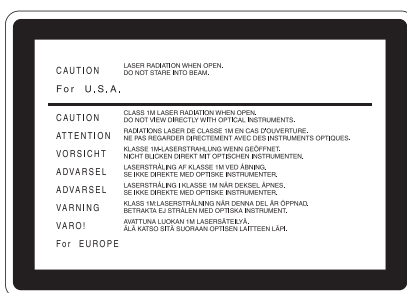 CAUTION LASER RADIATION WHEN OPEN.
DO NOT STARE INTO BEAM.
For U.S.A.
CAUTION CLASS 1M LASER RADIATION WHEN OPEN.
DO NOT VIEW DIRECTLY WITH OPTICAL INSTRUMENTS.
ATTENTION RADIATIONS LASER DE CLASSE 1M EN CAS D'OUVERTURE.
NE PAS REGARDER DIRECTEMENT AVEC DES INSTRUMENTS OPTIQUES.
VORSICHT KLASSE 1M-LASERSTRAHLUNG WENN GEÖFFNET.
NICHT BLICKEN DIREKT MIT OPTISCHEN INSTRUMENTEN.
ADVARSEL LASERSTRÅLING AF KLASSE 1M VED ÅBNING.
SE IKKE DIREKTE MED OPTISKE INSTRUMENTER.
ADVARSEL LASERSTRÅLING I KLASSE 1M NÅR DEKSEL ÅPNES.
SE IKKE DIREKTE MED OPTISKE INSTRUMENTER.
VARNING KLASS 1M:LASERSTRÅLNING NÄR DENNA DEL ÄR ÖPPNAD.
BETRAKTA EJ STRÅLEN MED OPTISKA INSTRUMENT.
VARO! AVATTUNA LUOKAN 1M LASERSÄTEILYÄ.
ÄLÄ KATSO SITÄ SUORAAN OPTISEN LAITTEEN LÄPI.
For EUROPE